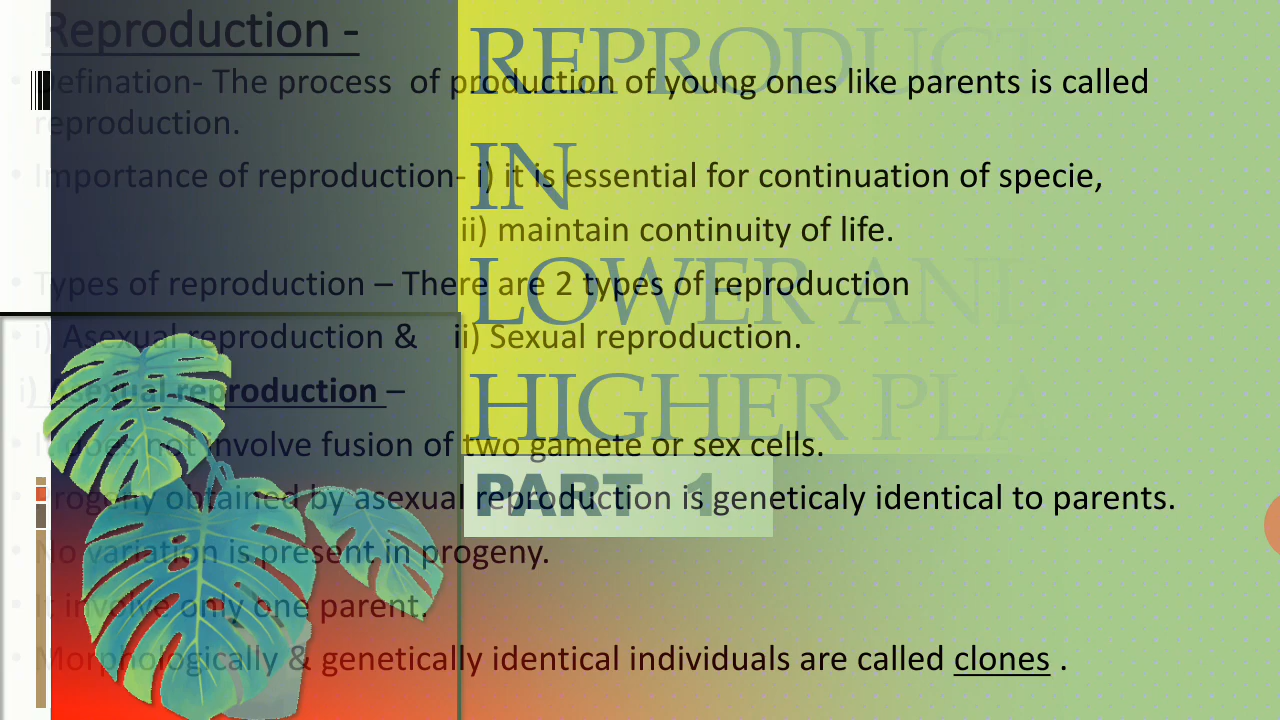 Reproduction -
Defination- The process of production of young ones like parents is called
reproduction.
Importance of reproduction- i) it is essential for continuation of specie,
ii) maintain continuity of life.
Types of reproduction – There are 2 types of reproduction
i) Asexual reproduction & ii) Sexual reproduction.
i) Asexual reproduction –
It does not involve fusion of two gamete or sex cells.
Progeny obtained by asexual reproduction is geneticaly identical to parents.
No variation is present in progeny.
It involve only one parent.
Morphologically & genetically identical individuals are called clones .
REPRODUCT
IN
LOWER AND
HIGHER PLA
PART 1